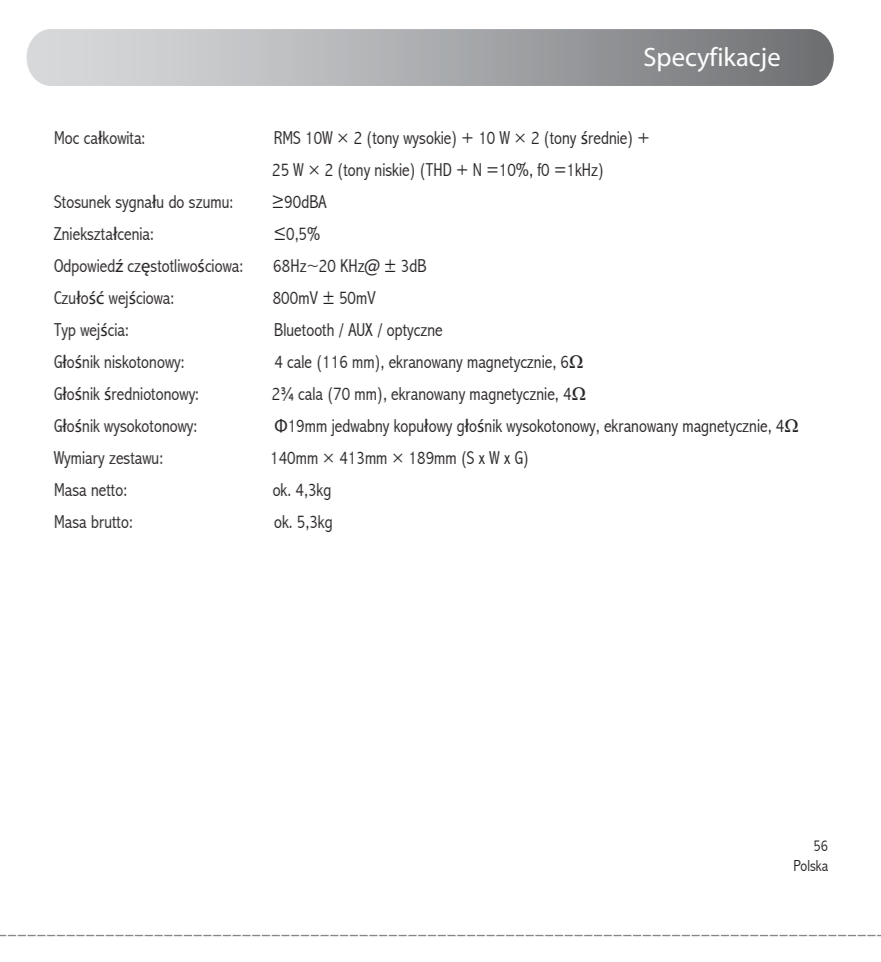 Specyfikacje
Moc całkowita: RMS 10W × 2 (tony wysokie) + 10 W × 2 (tony średnie) +
25 W × 2 (tony niskie) (THD + N =10%, f0 =1kHz)
Stosunek sygnału do szumu: ≥90dBA
Zniekształcenia: ≤0,5%
Odpowiedź częstotliwościowa: 68Hz~20 KHz@ ± 3dB
Czułość wejściowa: 800mV ± 50mV
Typ wejścia: Bluetooth / AUX / optyczne
Głośnik niskotonowy: 4 cale (116 mm), ekranowany magnetycznie, 6Ω
Głośnik średniotonowy: 2¾ cala (70 mm), ekranowany magnetycznie, 4Ω
Głośnik wysokotonowy: Φ19mm jedwabny kopułowy głośnik wysokotonowy, ekranowany magnetycznie, 4Ω
Wymiary zestawu: 140mm × 413mm × 189mm (S x W x G)
Masa netto: ok. 4,3kg
Masa brutto: ok. 5,3kg
56
Polska